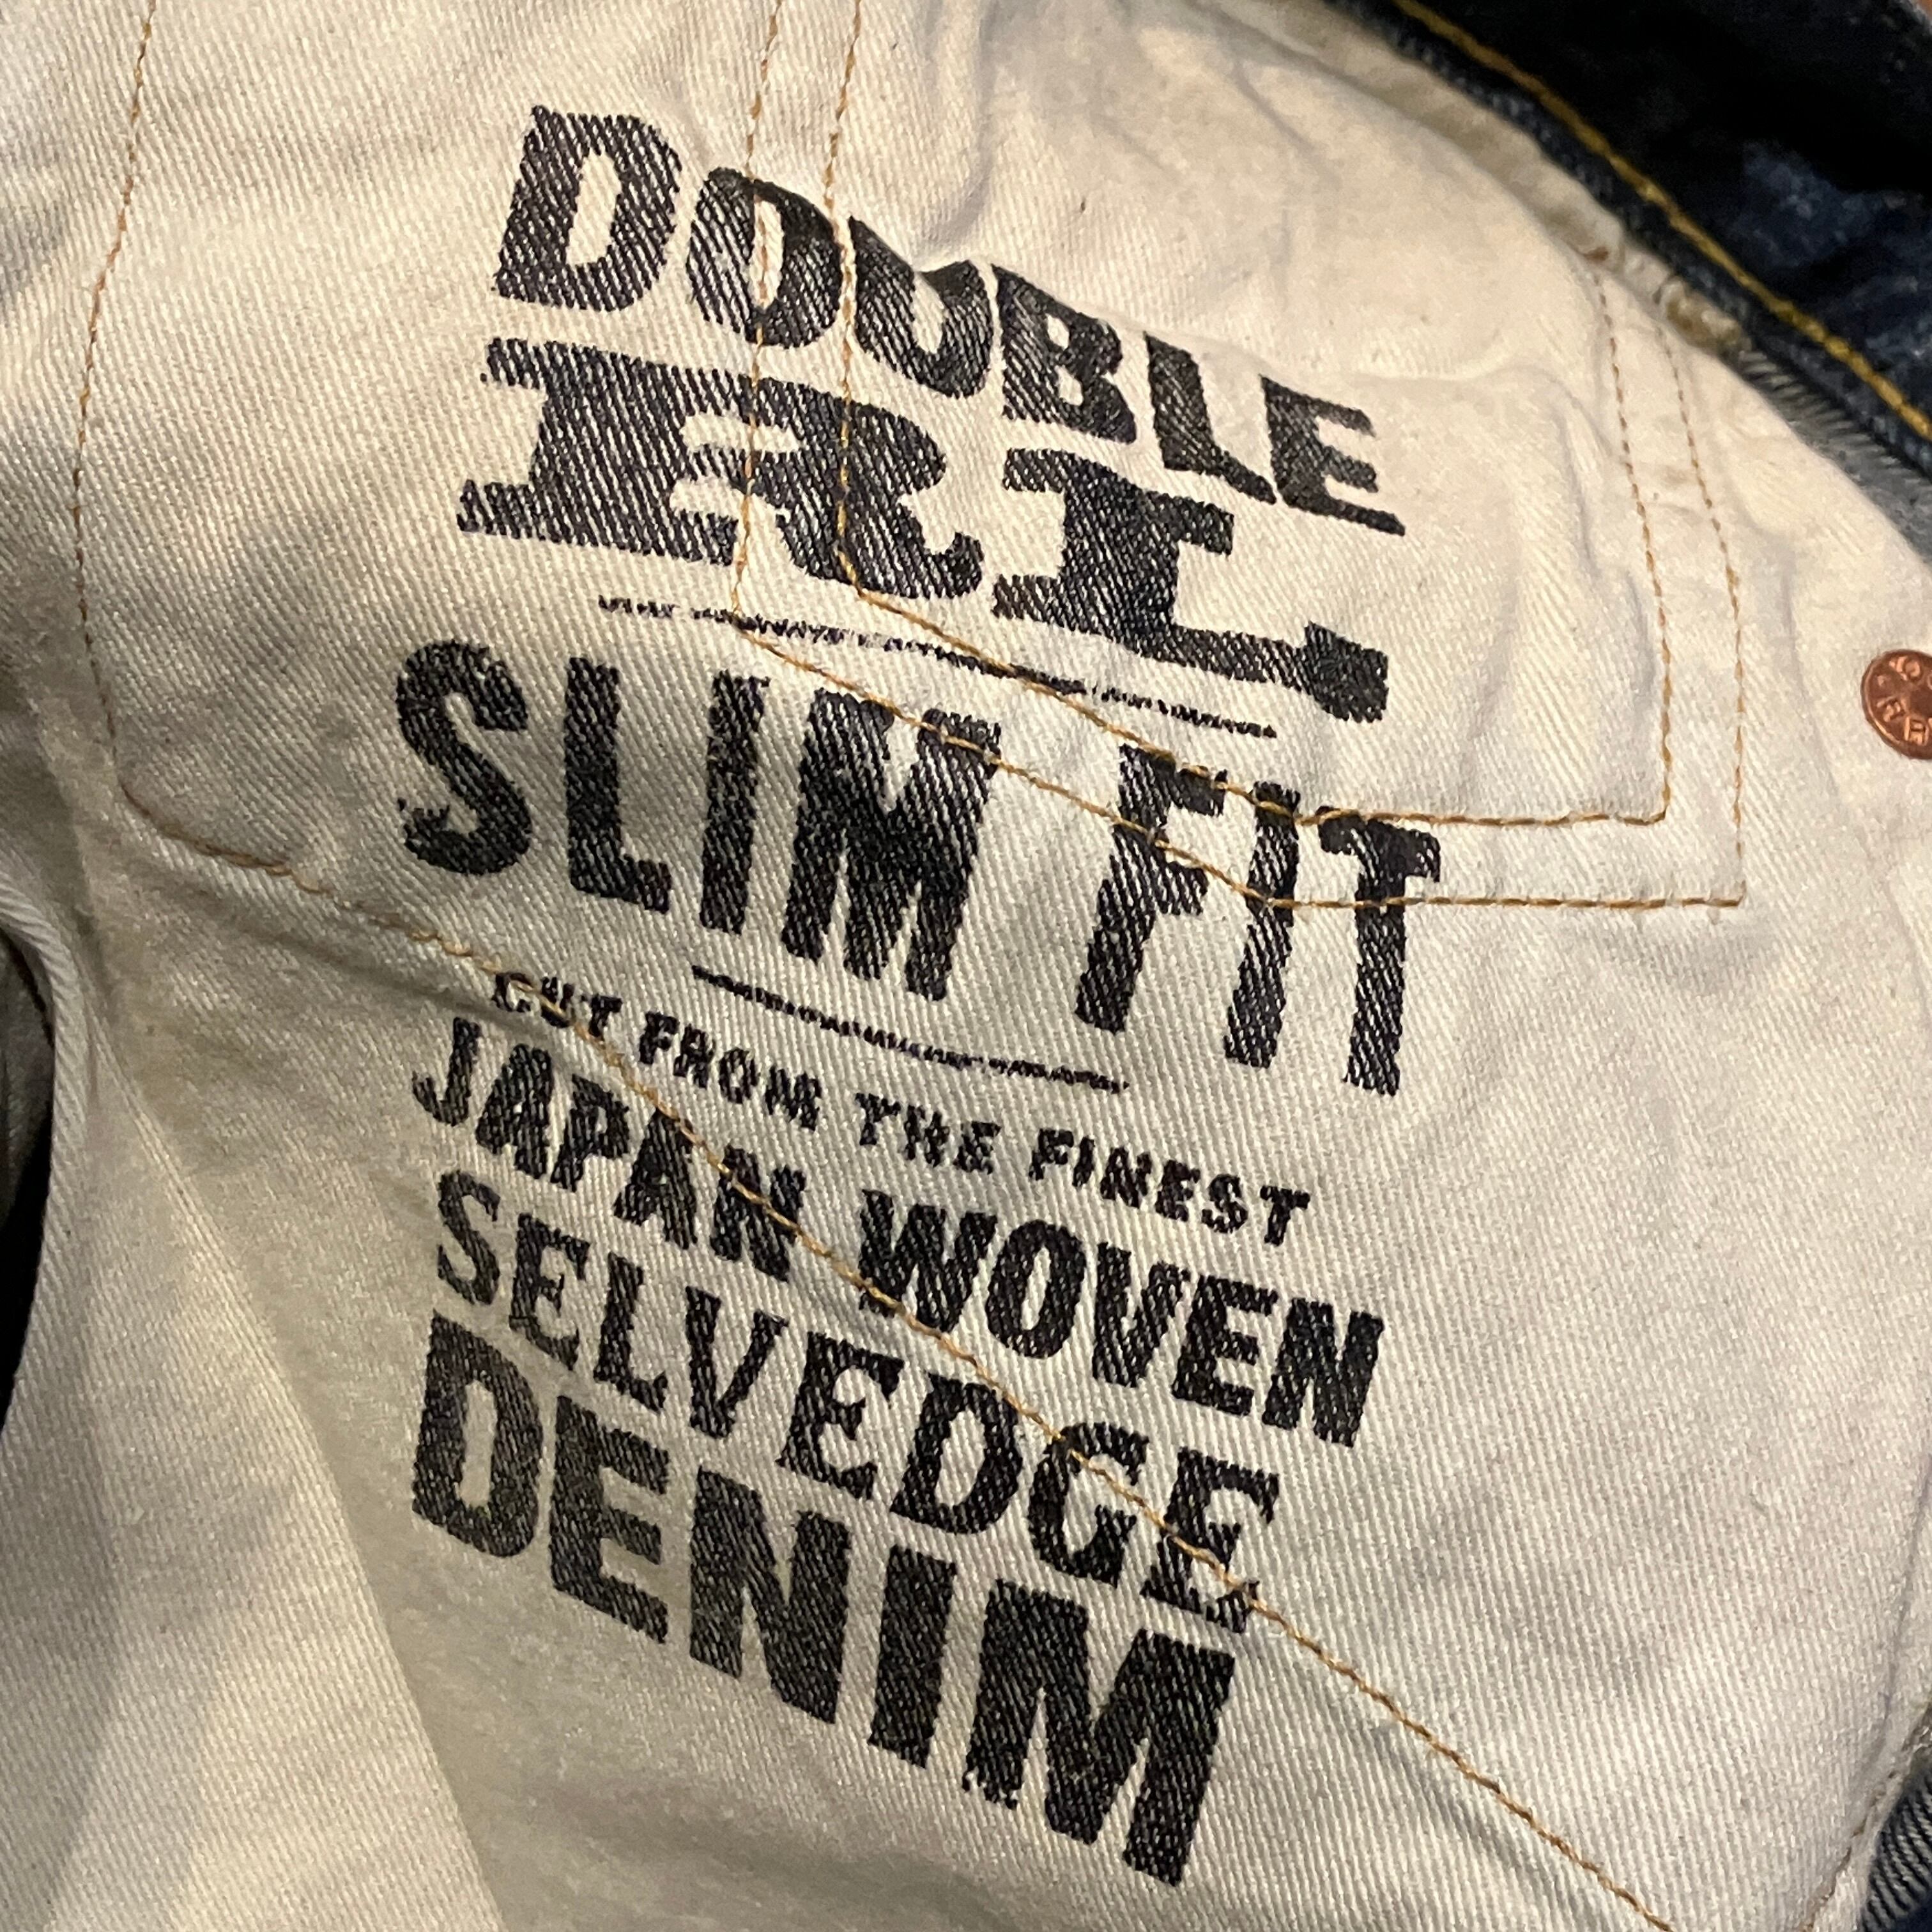 DOUBLE
RL
SLIM FIT
CUT FROM THE FINEST
JAPAN WOVEN
SELVEDGE
DENIM